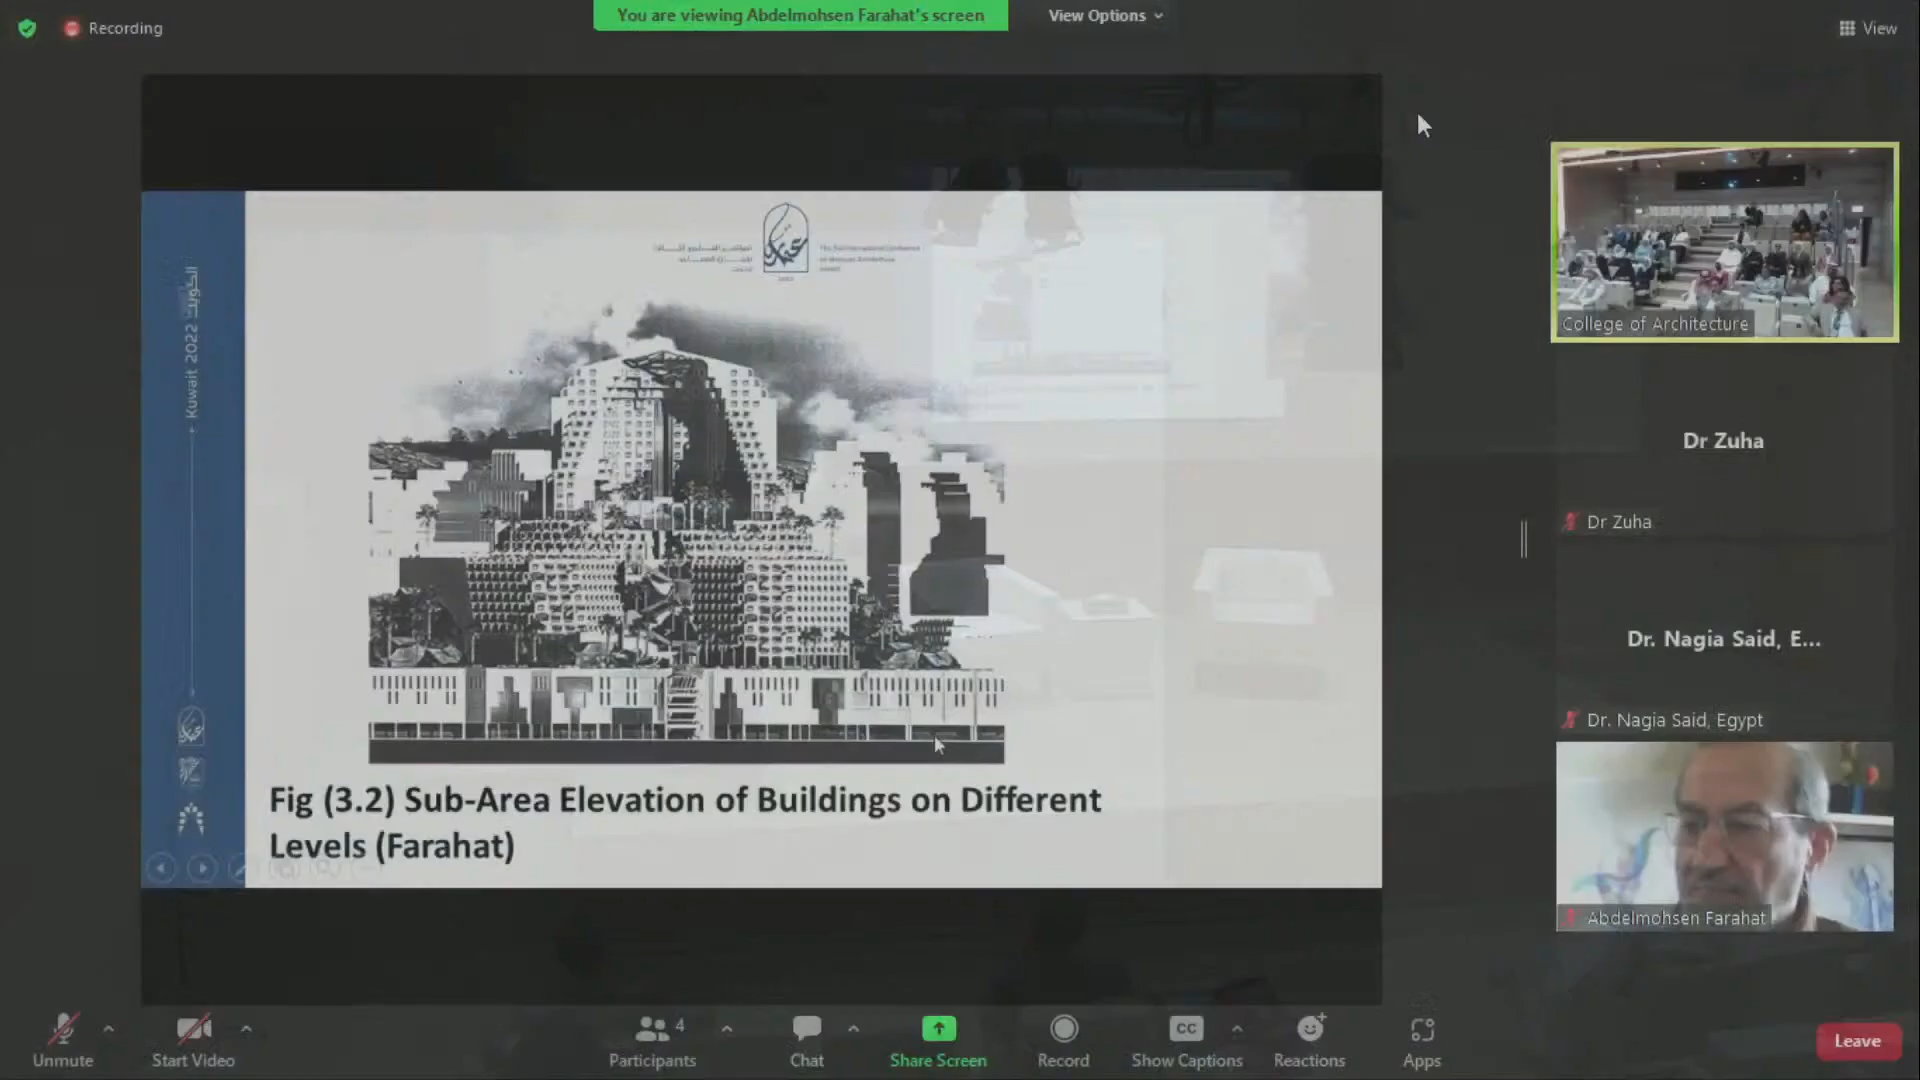 Recording
You are viewing Abdelmohsen Farahat's screen
View Options
View
Kuwait 2022 الكويت
Fig (3.2) Sub-Area Elevation of Buildings on Different
Levels (Farahat)
College of Architecture
Dr Zuha
Dr Zuha
Dr. Nagia Said, E...
Dr. Nagia Said, Egypt
Abdelmohsen Farahat
Unmute
Start Video
4
Participants
Chat
Share Screen
Record
CC
Show Captions
Reactions
Apps
Leave